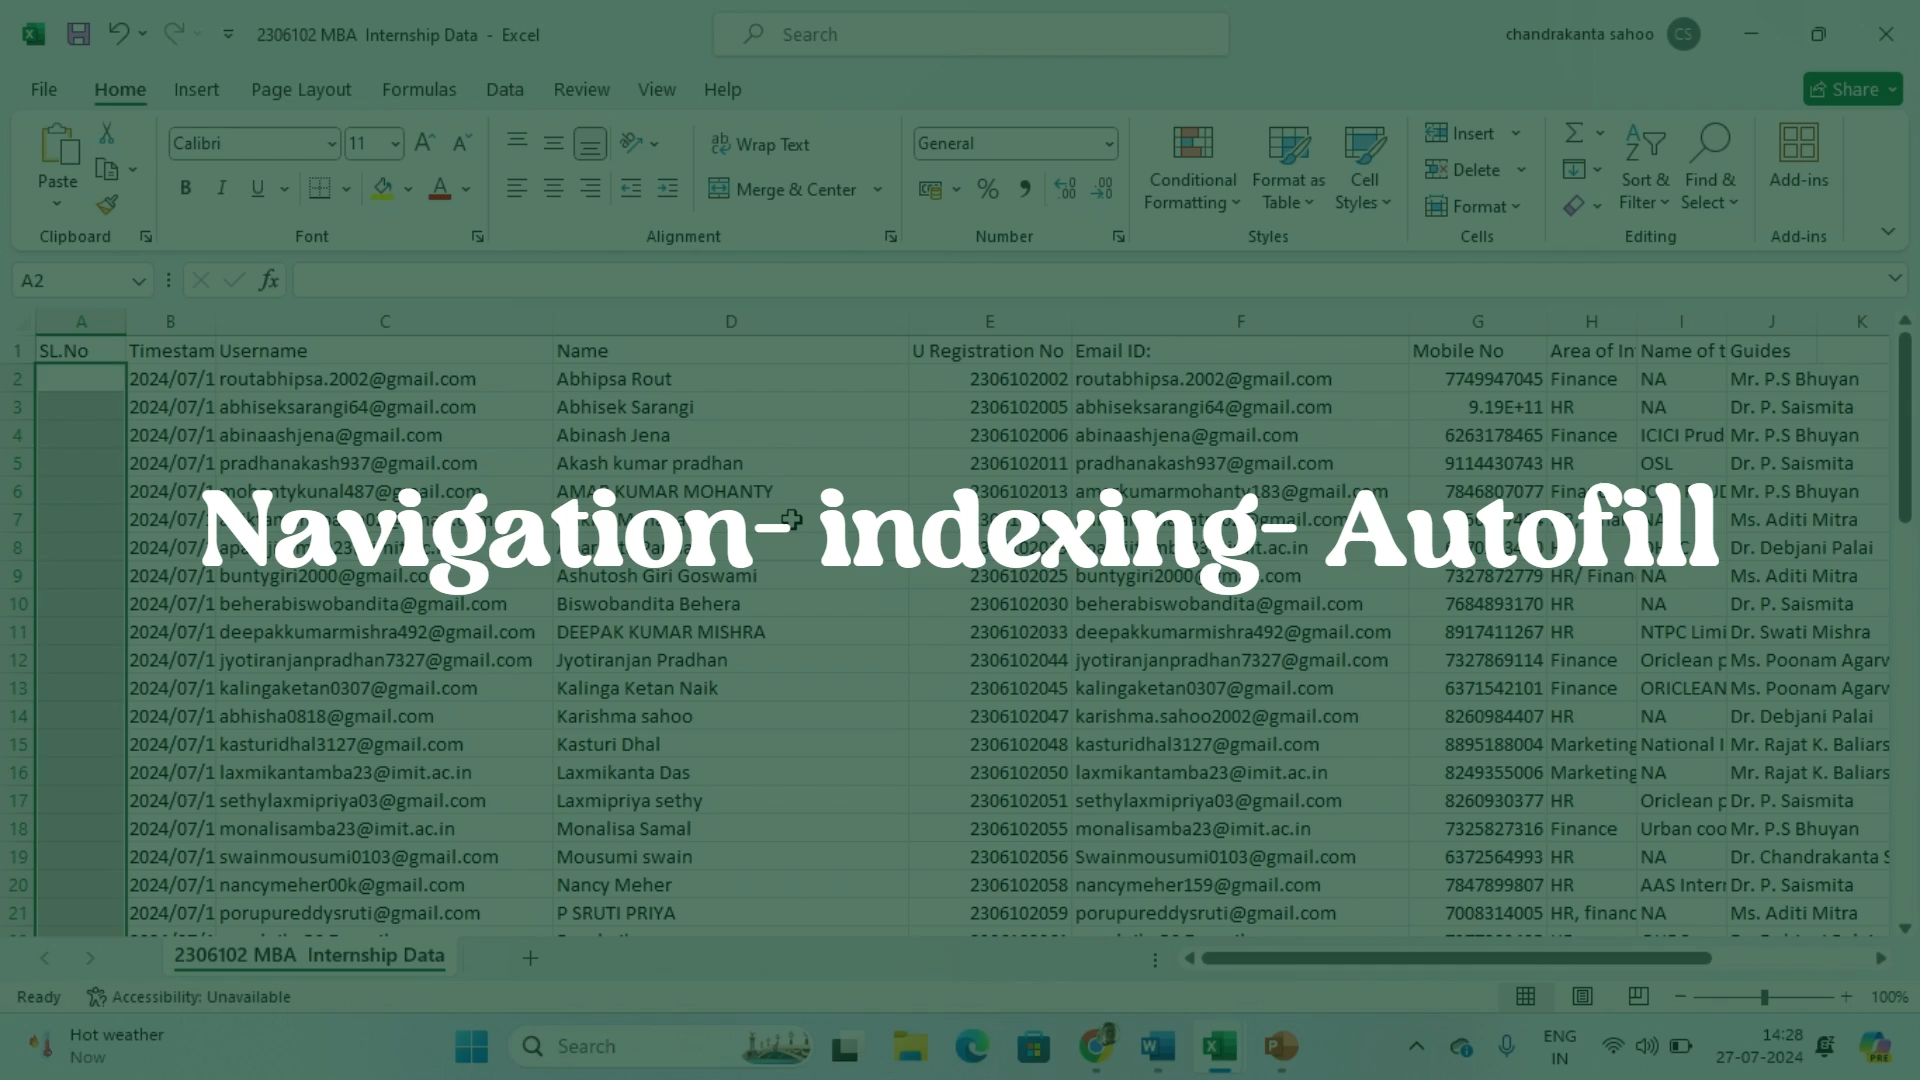 2306102 MBA Internship Data - Excel
Search
chandrakanta sahoo
CS
File Home Insert Page Layout Formulas Data Review View Help
Share
Paste
Calibri 11
Wrap Text
Merge & Center
General
Conditional Formatting
Format as Table
Cell Styles
Insert
Delete
Format
Sort & Filter
Find & Select
Add-ins
Clipboard Font Alignment Number Styles Cells Editing Add-ins
A2
fx
A B C D E F G H I J K
1 SL.No Timestam Username Name U Registration No Email ID: Mobile No Area of In Name of t Guides
2 2024/07/1 routabhipsa.2002@gmail.com Abhipsa Rout 2306102002 routabhipsa.2002@gmail.com 7749947045 Finance NA Mr. P.S Bhuyan
3 2024/07/1 abhiseksarangi64@gmail.com Abhisek Sarangi 2306102005 abhiseksarangi64@gmail.com 9.19E+11 HR NA Dr. P. Saismita
4 2024/07/1 abinaashjena@gmail.com Abinash Jena 2306102006 abinaashjena@gmail.com 6263178465 Finance ICICI Prud Mr. P.S Bhuyan
5 2024/07/1 pradhanakash937@gmail.com Akash kumar pradhan 2306102011 pradhanakash937@gmail.com 9114430743 HR OSL Dr. P. Saismita
6 2024/07/1 mohantykunal487@gmail.com AMAR KUMAR MOHANTY 2306102013 amarkumarmohanty183@gmail.com 7846807077 Mr. P.S Bhuyan
Navigation- indexing- Autofill
7 Ms. Aditi Mitra
8 Dr. Debjani Palai
9 2024/07/1 Ashutosh Giri Goswami 2306102025 7327872779 HR/ Finan NA Ms. Aditi Mitra
10 2024/07/1 beherabiswobandita@gmail.com Biswobandita Behera 2306102030 beherabiswobandita@gmail.com 7684893170 HR NA Dr. P. Saismita
11 2024/07/1 deepakkumarmishra492@gmail.com DEEPAK KUMAR MISHRA 2306102033 deepakkumarmishra492@gmail.com 8917411267 HR NTPC Limi Dr. Swati Mishra
12 2024/07/1 jyotiranjanpradhan7327@gmail.com Jyotiranjan Pradhan 2306102044 jyotiranjanpradhan7327@gmail.com 7327869114 Finance Oriclean p Ms. Poonam Agarw
13 2024/07/1 kalingaketan0307@gmail.com Kalinga Ketan Naik 2306102045 kalingaketan0307@gmail.com 6371542101 Finance ORICLEAN Ms. Poonam Agarw
14 2024/07/1 abhisha0818@gmail.com Karishma sahoo 2306102047 karishma.sahoo2002@gmail.com 8260984407 HR NA Dr. Debjani Palai
15 2024/07/1 kasturidhal3127@gmail.com Kasturi Dhal 2306102048 kasturidhal3127@gmail.com 8895188004 Marketing National I Mr. Rajat K. Baliars
16 2024/07/1 laxmikantamba23@imit.ac.in Laxmikanta Das 2306102050 laxmikantamba23@imit.ac.in 8249355006 Marketing NA Mr. Rajat K. Baliars
17 2024/07/1 sethylaxmipriya03@gmail.com Laxmipriya sethy 2306102051 sethylaxmipriya03@gmail.com 8260930377 HR Oriclean p Dr. P. Saismita
18 2024/07/1 monalisamba23@imit.ac.in Monalisa Samal 2306102055 monalisamba23@imit.ac.in 7325827316 Finance Urban coo Mr. P.S Bhuyan
19 2024/07/1 swainmousumi0103@gmail.com Mousumi swain 2306102056 Swainmousumi0103@gmail.com 6372564993 HR NA Dr. Chandrakanta S
20 2024/07/1 nancymeher00k@gmail.com Nancy Meher 2306102058 nancymeher159@gmail.com 7847899807 HR AAS Interr Dr. P. Saismita
21 2024/07/1 porupureddysruti@gmail.com P SRUTI PRIYA 2306102059 porupureddysruti@gmail.com 7008314005 HR, financ NA Ms. Aditi Mitra
2306102 MBA Internship Data
Ready Accessibility: Unavailable 100%
Hot weather
Now
Search
ENG
IN
14:28
27-07-2024
PRE